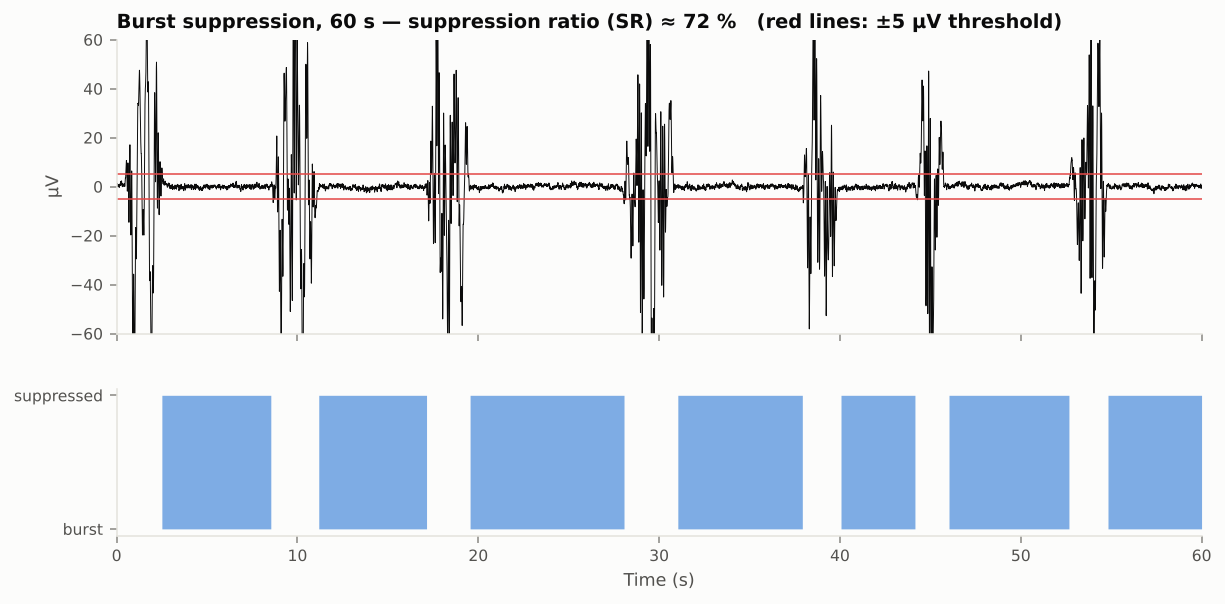 Burst suppression, 60 s — suppression ratio (SR) ≈ 72 %   (red lines: ±5 µV threshold)
60
40
20
0
−20
−40
−60
µV
suppressed
burst
0 10 20 30 40 50 60
Time (s)